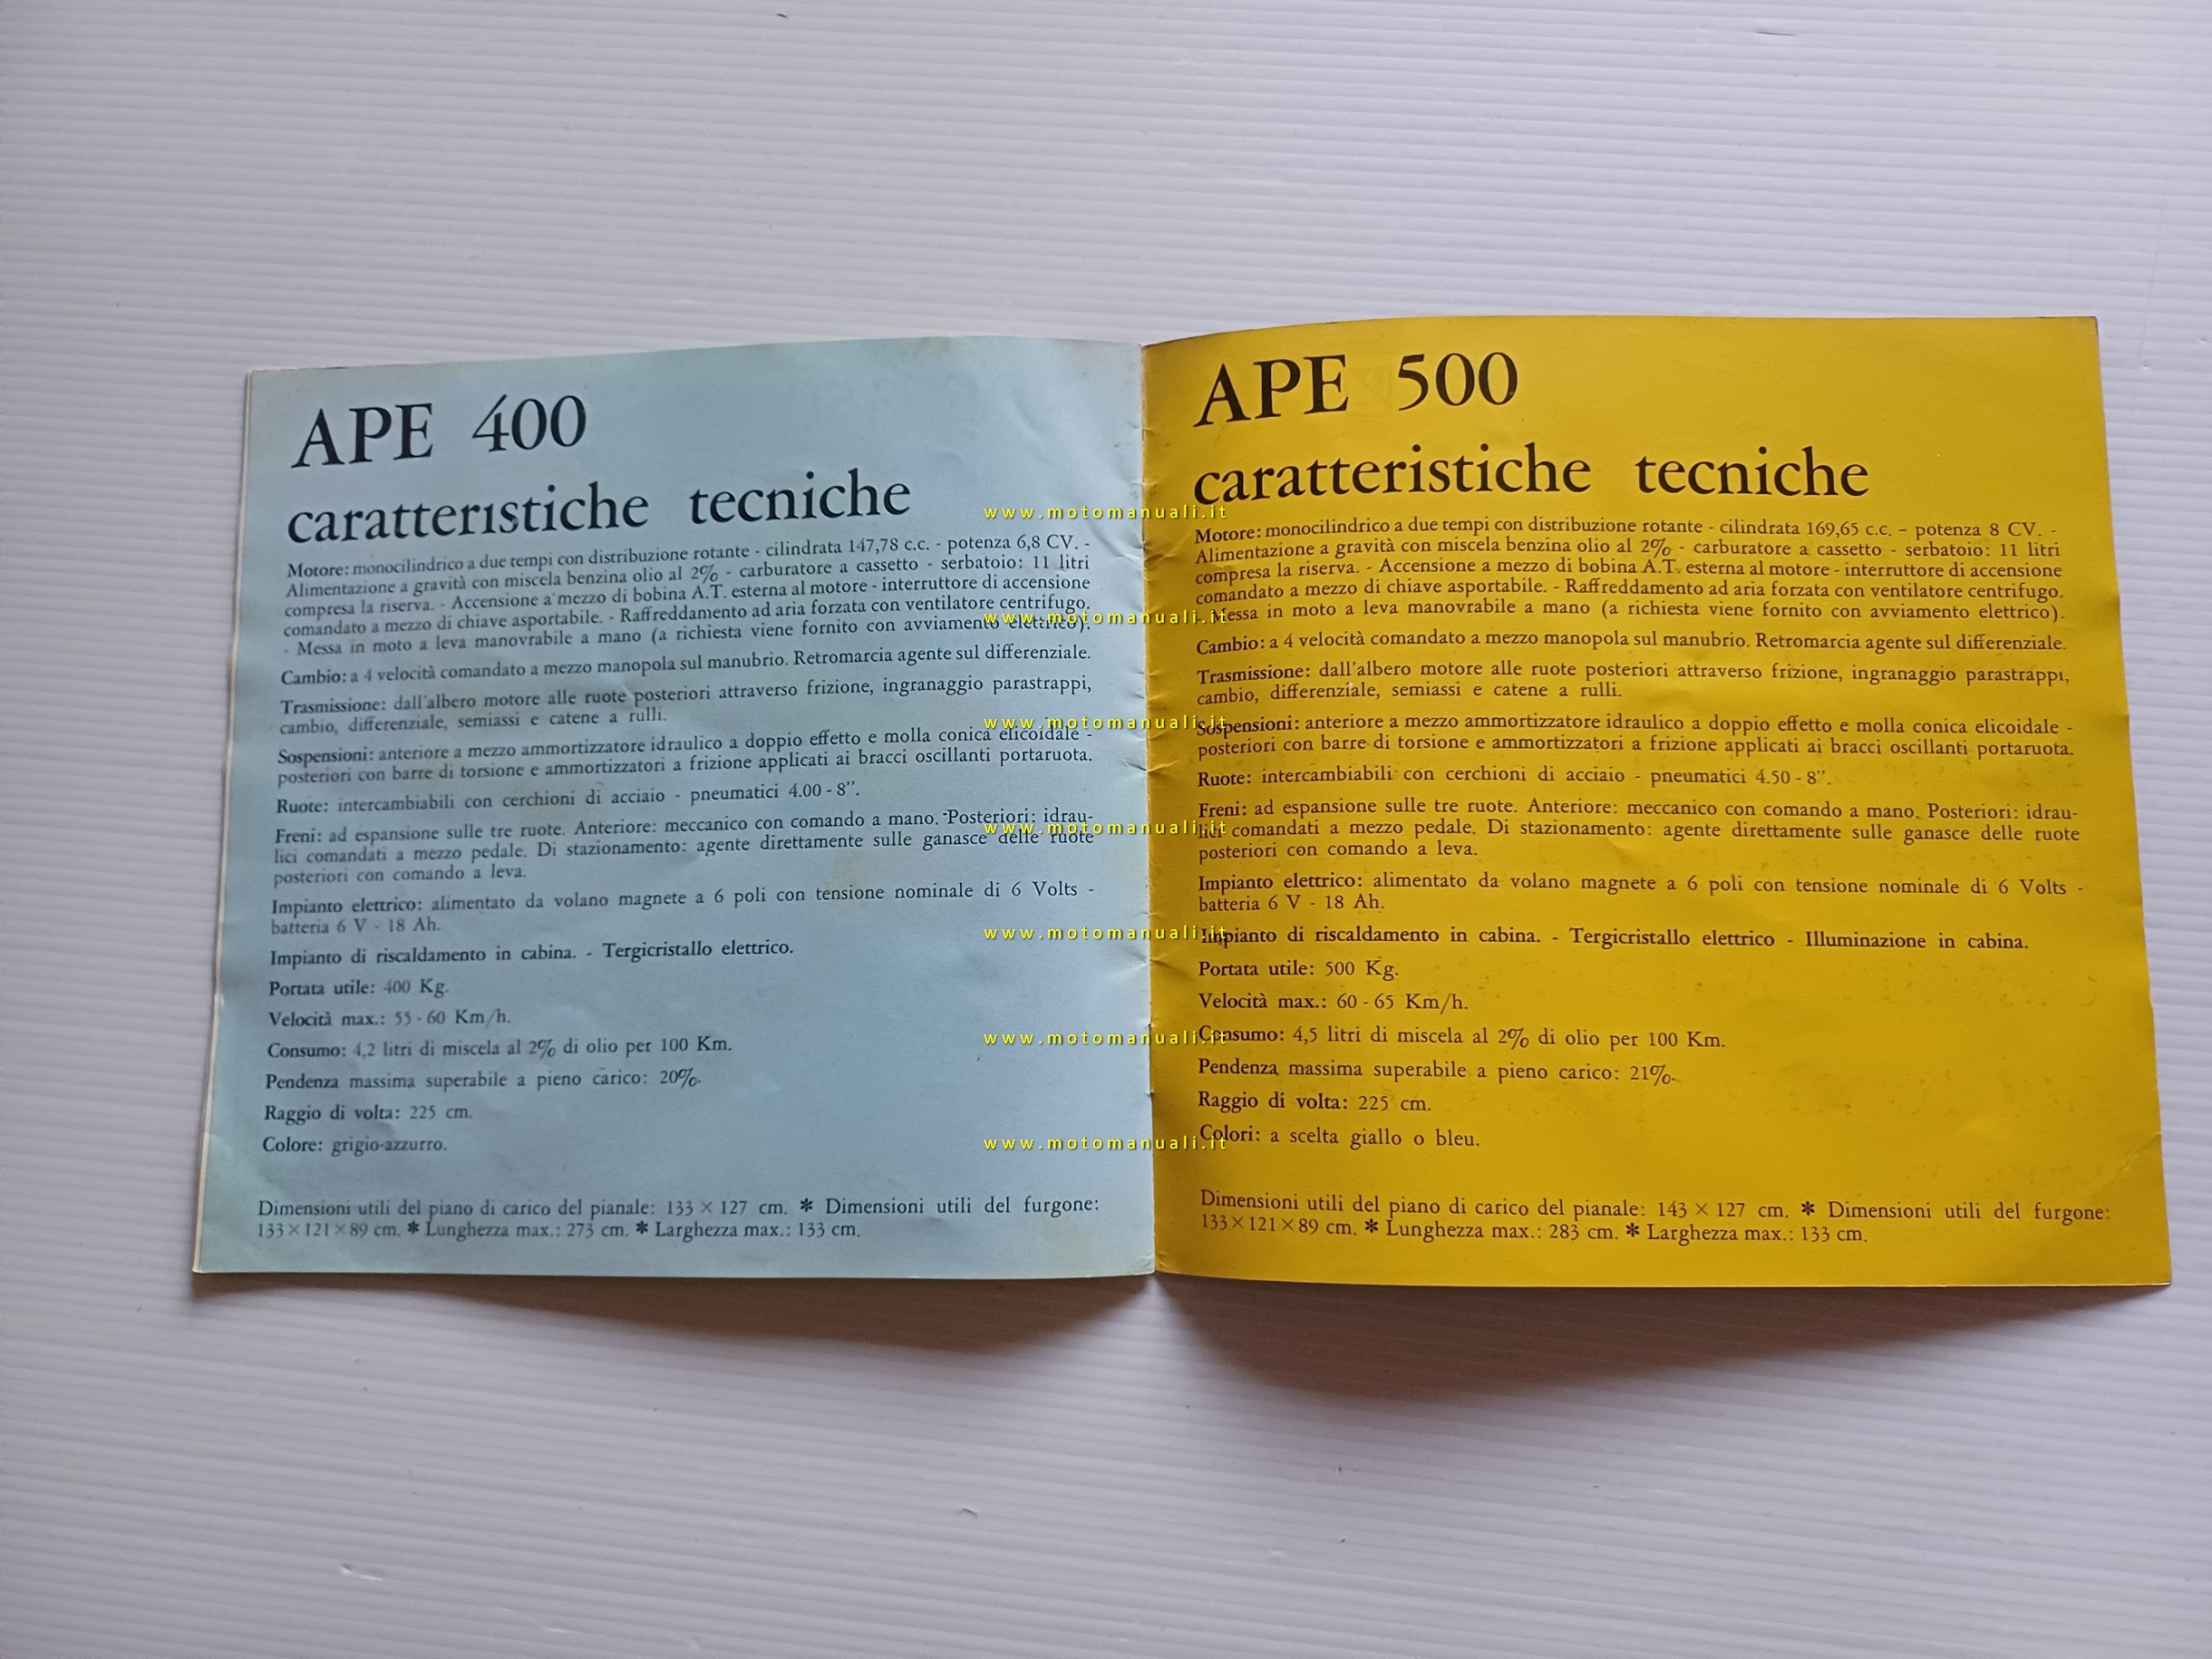 APE 400
caratteristiche tecniche
Motore: monocilindrico a due tempi con distribuzione rotante - cilindrata 147,78 c.c. - potenza 6,8 CV. -
Alimentazione a gravità con miscela benzina olio al 2% - carburatore a cassetto - serbatoio: 11 litri
compresa la riserva. - Accensione a mezzo di bobina A.T. esterna al motore - interruttore di accensione
comandato a mezzo di chiave asportabile. - Raffreddamento ad aria forzata con ventilatore centrifugo.
- Messa in moto a leva manovrabile a mano (a richiesta viene fornito con avviamento elettrico).
Cambio: a 4 velocità comandato a mezzo manopola sul manubrio. Retromarcia agente sul differenziale.
Trasmissione: dall'albero motore alle ruote posteriori attraverso frizione, ingranaggio parastrappi,
cambio, differenziale, semiassi e catene a rulli.
Sospensioni: anteriore a mezzo ammortizzatore idraulico a doppio effetto e molla conica elicoidale -
posteriori con barre di torsione e ammortizzatori a frizione applicati ai bracci oscillanti portaruota.
Ruote: intercambiabili con cerchioni di acciaio - pneumatici 4.00 - 8".
Freni: ad espansione sulle tre ruote. Anteriore: meccanico con comando a mano. Posteriori: idrau-
lici comandati a mezzo pedale. Di stazionamento: agente direttamente sulle ganasce delle ruote
posteriori con comando a leva.
Impianto elettrico: alimentato da volano magnete a 6 poli con tensione nominale di 6 Volts -
batteria 6 V - 18 Ah.
Impianto di riscaldamento in cabina. - Tergicristallo elettrico.
Portata utile: 400 Kg.
Velocità max.: 55 - 60 Km/h.
Consumo: 4,2 litri di miscela al 2% di olio per 100 Km.
Pendenza massima superabile a pieno carico: 20%.
Raggio di volta: 225 cm.
Colore: grigio-azzurro.
Dimensioni utili del piano di carico del pianale: 133 × 127 cm. ✻ Dimensioni utili del furgone:
133×121×89 cm. ✻ Lunghezza max.: 273 cm. ✻ Larghezza max.: 133 cm.
APE 500
caratteristiche tecniche
Motore: monocilindrico a due tempi con distribuzione rotante - cilindrata 169,65 c.c. - potenza 8 CV. -
Alimentazione a gravità con miscela benzina olio al 2% - carburatore a cassetto - serbatoio: 11 litri
compresa la riserva. - Accensione a mezzo di bobina A.T. esterna al motore - interruttore di accensione
comandato a mezzo di chiave asportabile. - Raffreddamento ad aria forzata con ventilatore centrifugo.
- Messa in moto a leva manovrabile a mano (a richiesta viene fornito con avviamento elettrico).
Cambio: a 4 velocità comandato a mezzo manopola sul manubrio. Retromarcia agente sul differenziale.
Trasmissione: dall'albero motore alle ruote posteriori attraverso frizione, ingranaggio parastrappi,
cambio, differenziale, semiassi e catene a rulli.
Sospensioni: anteriore a mezzo ammortizzatore idraulico a doppio effetto e molla conica elicoidale -
posteriori con barre di torsione e ammortizzatori a frizione applicati ai bracci oscillanti portaruota.
Ruote: intercambiabili con cerchioni di acciaio - pneumatici 4.50 - 8".
Freni: ad espansione sulle tre ruote. Anteriore: meccanico con comando a mano. Posteriori: idrau-
lici comandati a mezzo pedale. Di stazionamento: agente direttamente sulle ganasce delle ruote
posteriori con comando a leva.
Impianto elettrico: alimentato da volano magnete a 6 poli con tensione nominale di 6 Volts -
batteria 6 V - 18 Ah.
Impianto di riscaldamento in cabina. - Tergicristallo elettrico - Illuminazione in cabina.
Portata utile: 500 Kg.
Velocità max.: 60 - 65 Km/h.
Consumo: 4,5 litri di miscela al 2% di olio per 100 Km.
Pendenza massima superabile a pieno carico: 21%.
Raggio di volta: 225 cm.
Colori: a scelta giallo o bleu.
Dimensioni utili del piano di carico del pianale: 143 × 127 cm. ✻ Dimensioni utili del furgone:
133×121×89 cm. ✻ Lunghezza max.: 283 cm. ✻ Larghezza max.: 133 cm.
www.motomanuali.it
www.motomanuali.it
www.motomanuali.it
www.motomanuali.it
www.motomanuali.it
www.motomanuali.it
www.motomanuali.it